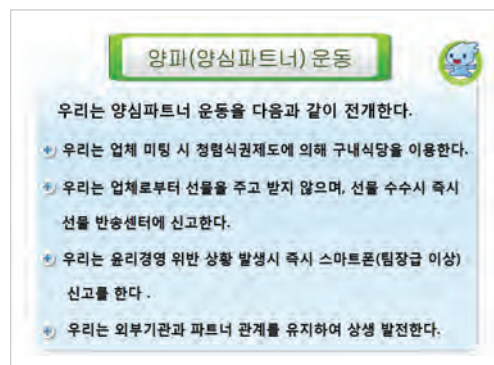 양파(양심파트너) 운동
우리는 양심파트너 운동을 다음과 같이 전개한다.
우리는 업체 미팅 시 청렴식권제도에 의해 구내식당을 이용한다.
우리는 업체로부터 선물을 주고 받지 않으며, 선물 수수시 즉시
선물 반송센터에 신고한다.
우리는 윤리경영 위반 상황 발생시 즉시 스마트폰(팀장급 이상)
신고를 한다 .
우리는 외부기관과 파트너 관계를 유지하여 상생 발전한다.